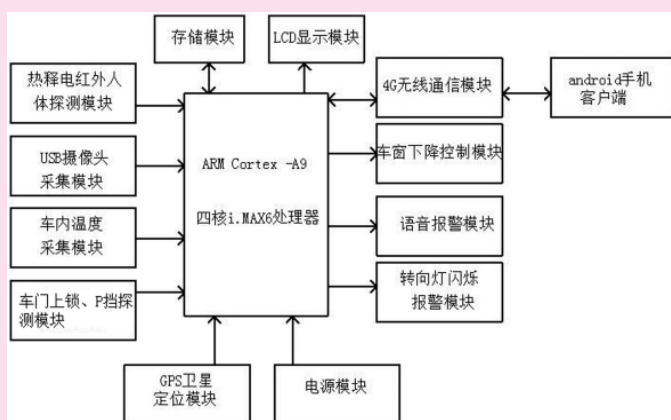 存储模块
LCD显示模块
热释电红外人
体探测模块
4G无线通信模块
android手机
客户端
USB摄像头
采集模块
ARM Cortex -A9
四核i.MAX6处理器
车窗下降控制模块
车内温度
采集模块
语音报警模块
车门上锁、P挡探
测模块
转向灯闪烁
报警模块
GPS卫星
定位模块
电源模块